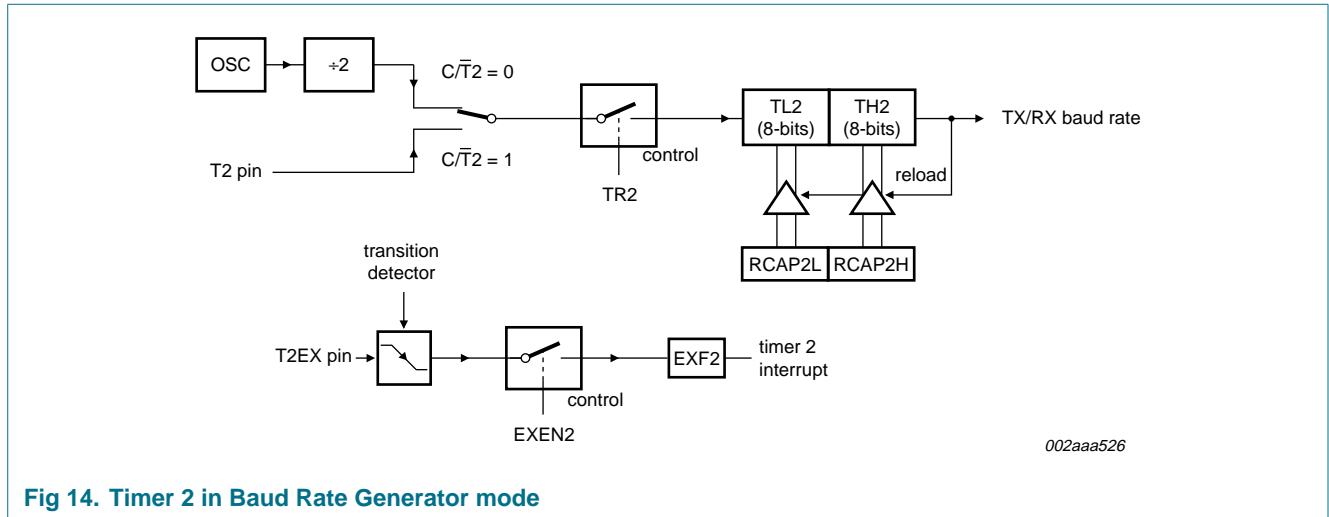 OSC
÷2
C/T̅2 = 0
TL2
(8-bits)
TH2
(8-bits)
TX/RX baud rate
C/T̅2 = 1
control
T2 pin
reload
TR2
transition
detector
RCAP2L
RCAP2H
T2EX pin
EXF2
timer 2
interrupt
control
EXEN2
002aaa526
Fig 14. Timer 2 in Baud Rate Generator mode